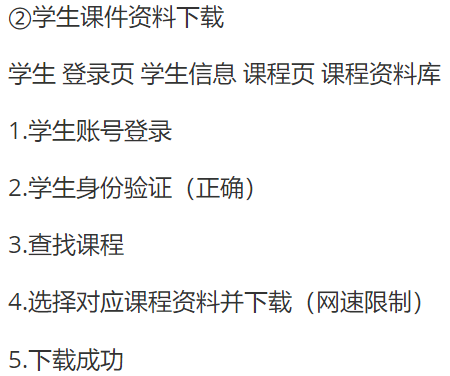 ②学生课件资料下载
学生 登录页 学生信息 课程页 课程资料库
1.学生账号登录
2.学生身份验证（正确）
3.查找课程
4.选择对应课程资料并下载（网速限制）
5.下载成功